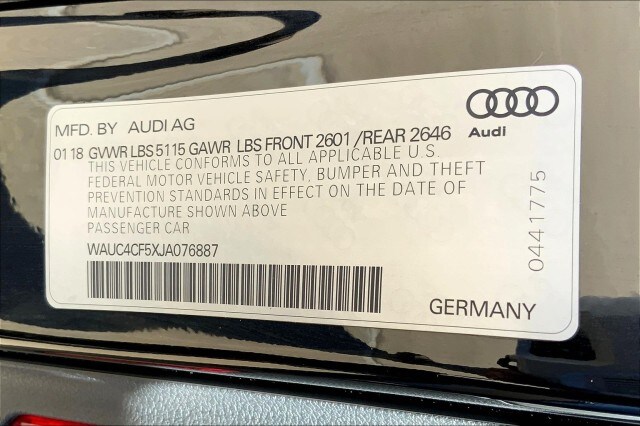 MFD. BY AUDI AG
Audi
01 18 GVWR LBS 5115 GAWR LBS FRONT 2601 /REAR 2646
THIS VEHICLE CONFORMS TO ALL APPLICABLE U.S.
FEDERAL MOTOR VEHICLE SAFETY, BUMPER AND THEFT
PREVENTION STANDARDS IN EFFECT ON THE DATE OF
MANUFACTURE SHOWN ABOVE
PASSENGER CAR
WAUC4CF5XJA076887
0441775
GERMANY